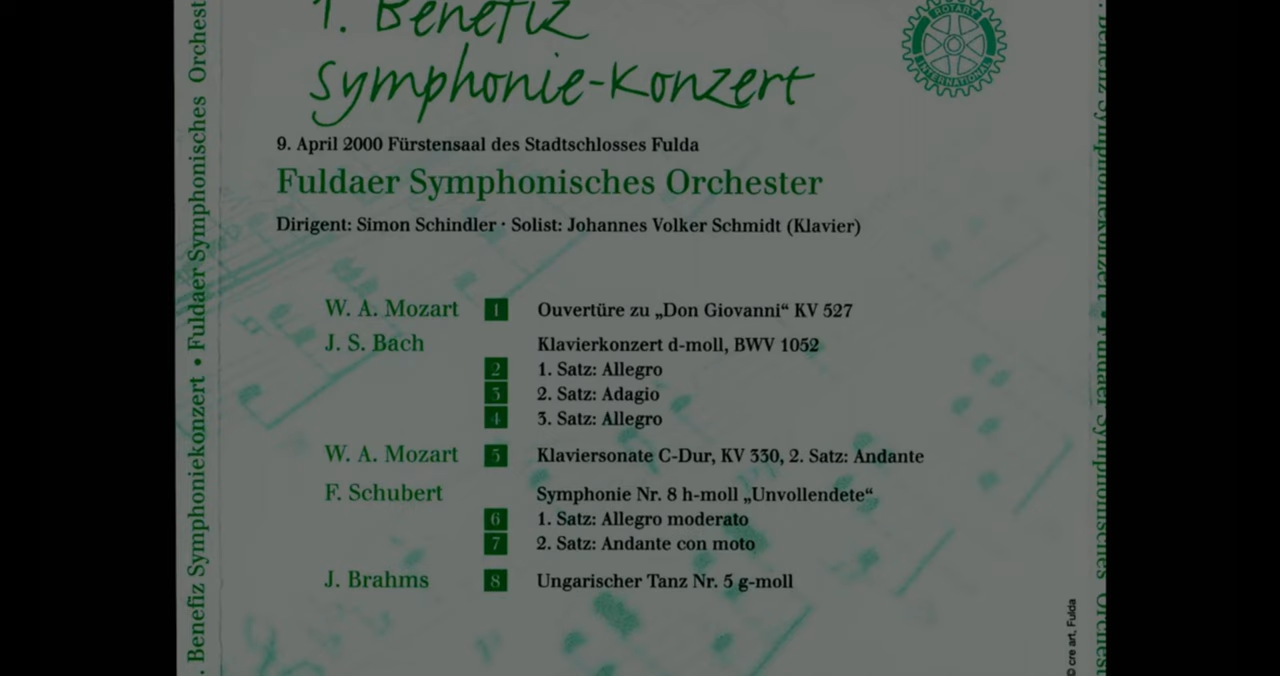 1. Benefiz
Symphonie-Konzert
ROTARY
INTERNATIONAL
9. April 2000 Fürstensaal des Stadtschlosses Fulda
Fuldaer Symphonisches Orchester
Dirigent: Simon Schindler · Solist: Johannes Volker Schmidt (Klavier)
W. A. Mozart 1 Ouvertüre zu „Don Giovanni“ KV 527
J. S. Bach Klavierkonzert d-moll, BWV 1052
2 1. Satz: Allegro
3 2. Satz: Adagio
4 3. Satz: Allegro
W. A. Mozart 5 Klaviersonate C-Dur, KV 330, 2. Satz: Andante
F. Schubert Symphonie Nr. 8 h-moll „Unvollendete“
6 1. Satz: Allegro moderato
7 2. Satz: Andante con moto
J. Brahms 8 Ungarischer Tanz Nr. 5 g-moll
. Benefiz Symphoniekonzert • Fuldaer Symphonisches Orchest
. Benefiz Symphoniekonzert • Fuldaer Symphonisches Orchest
© cre art, Fulda